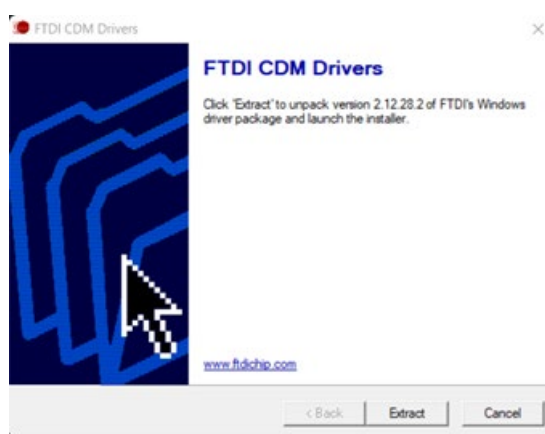 FTDI CDM Drivers
FTDI CDM Drivers
Click 'Extract' to unpack version 2.12.28.2 of FTDI's Windows
driver package and launch the installer.
www.ftdichip.com
< Back
Extract
Cancel